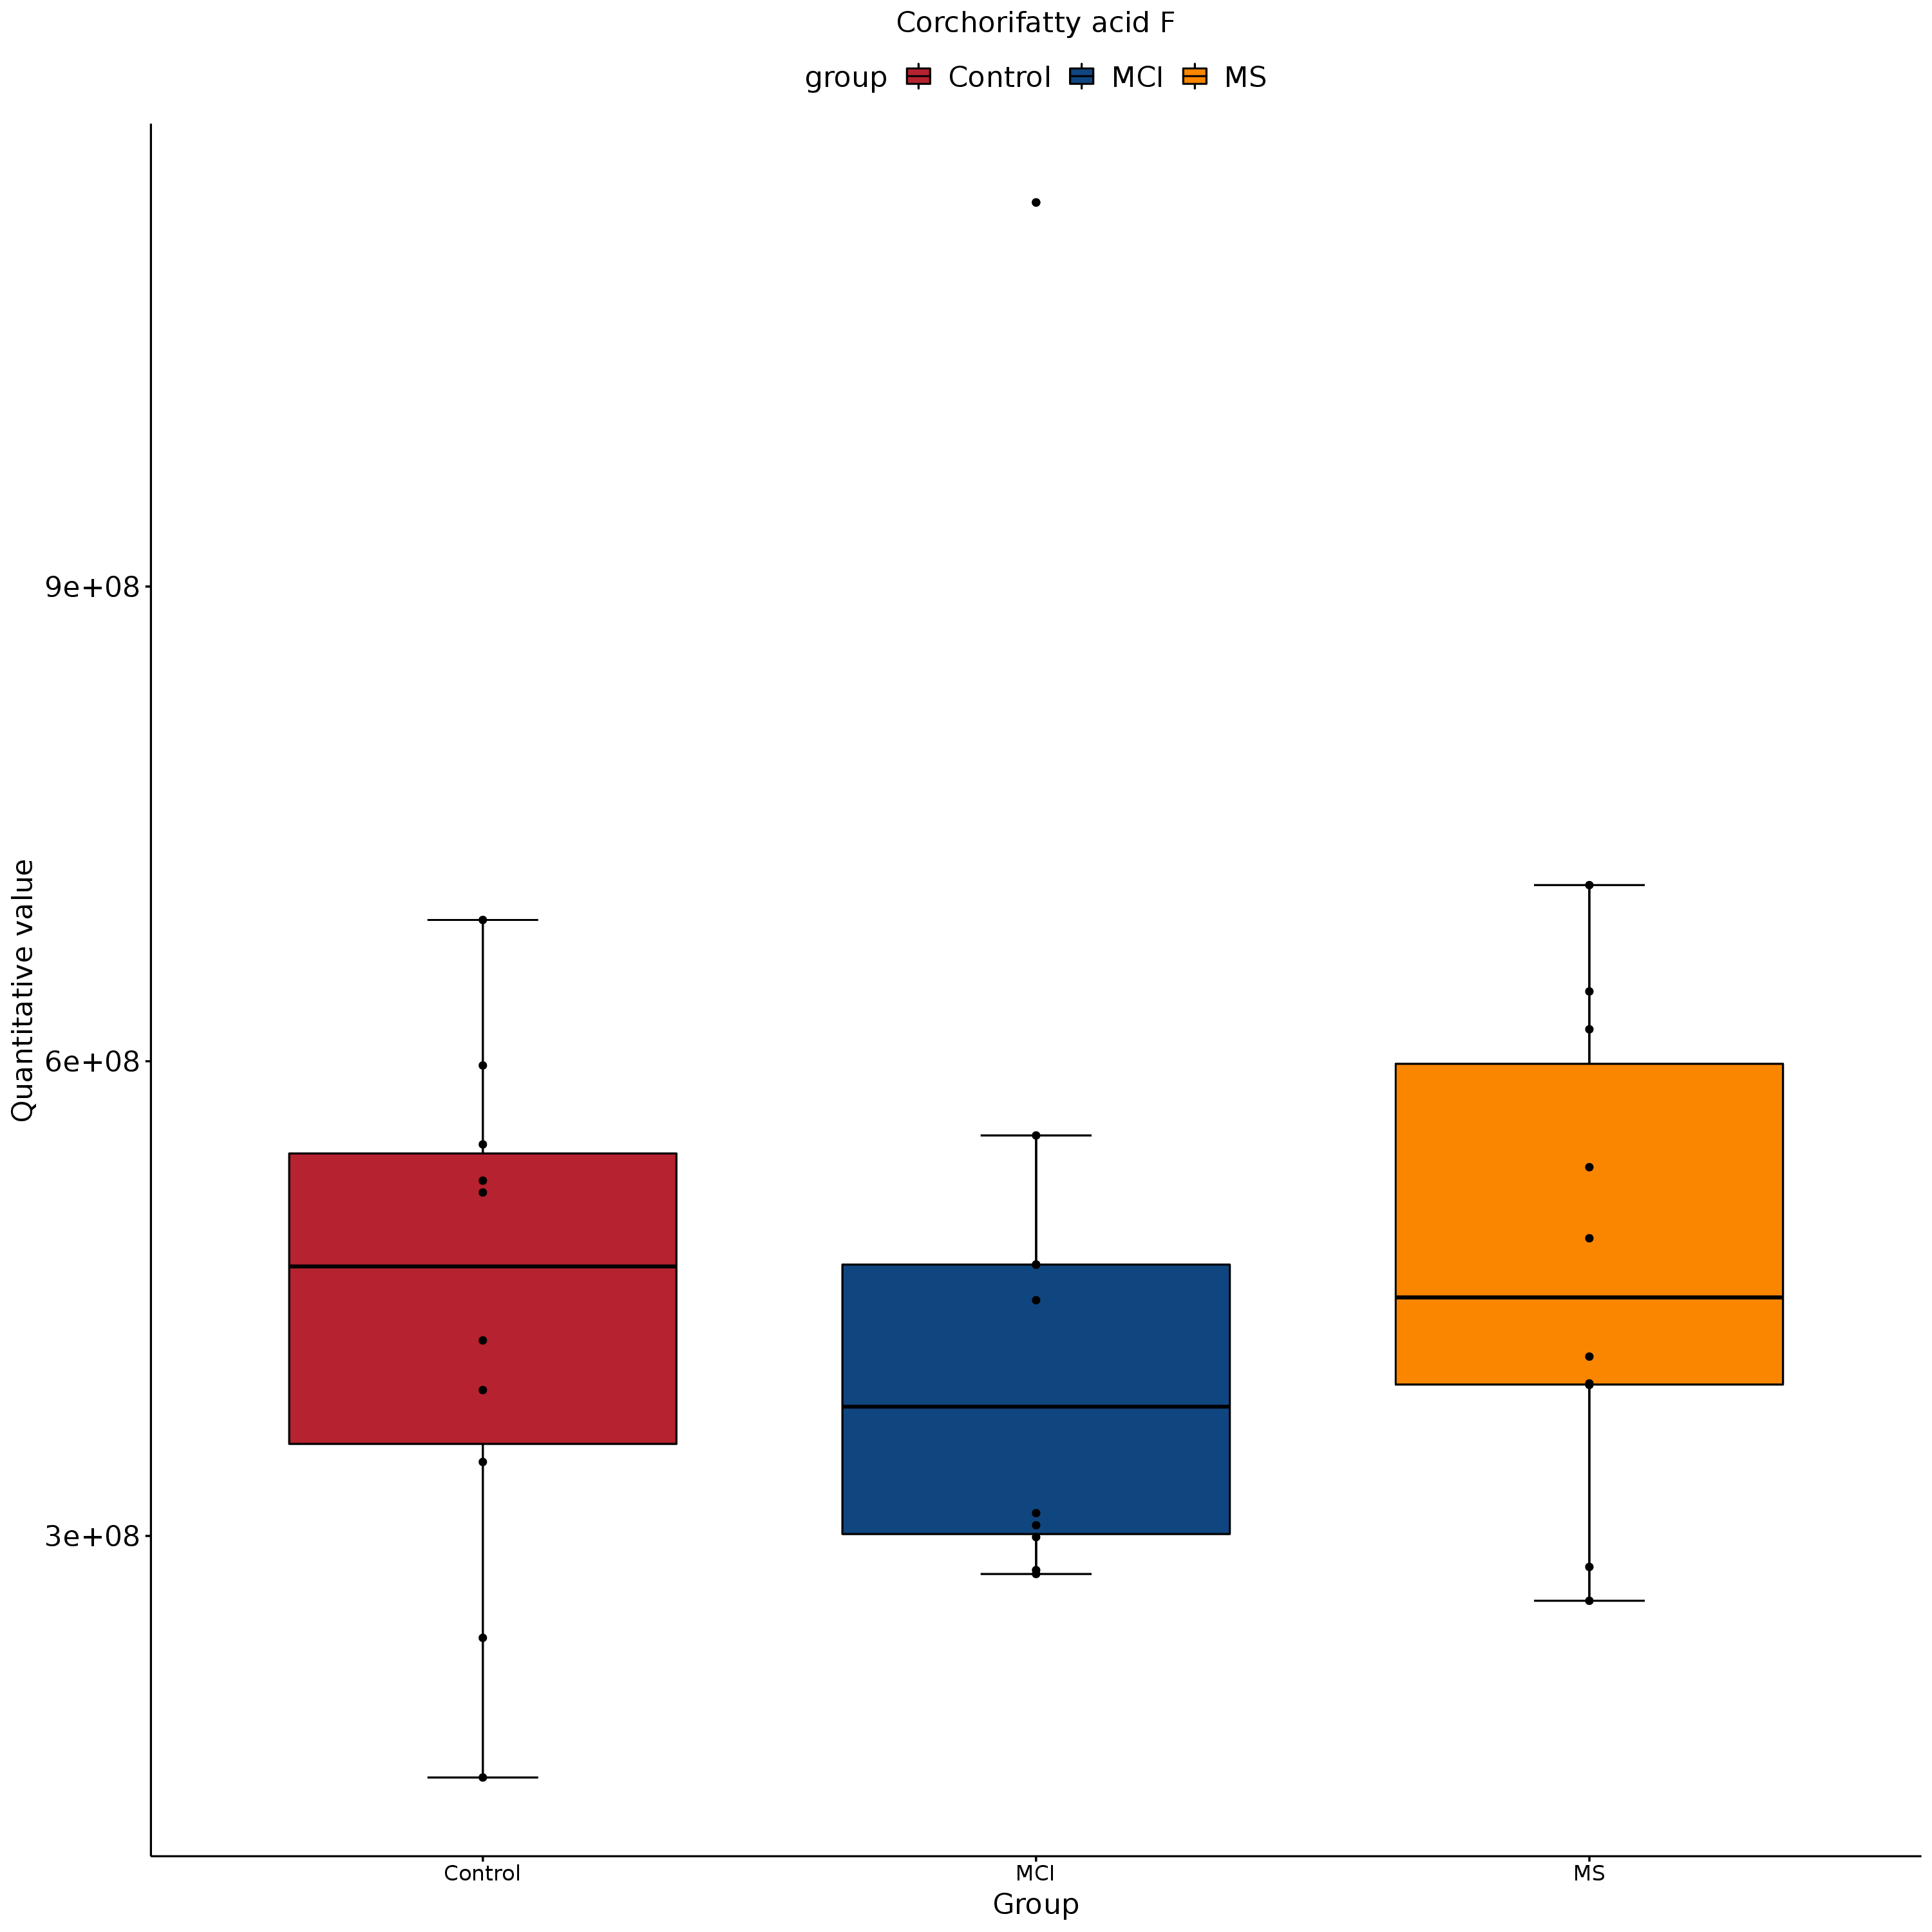 Corchorifatty acid F
group Control MCI MS
Quantitative value
9e+08
6e+08
3e+08
Control MCI MS
Group